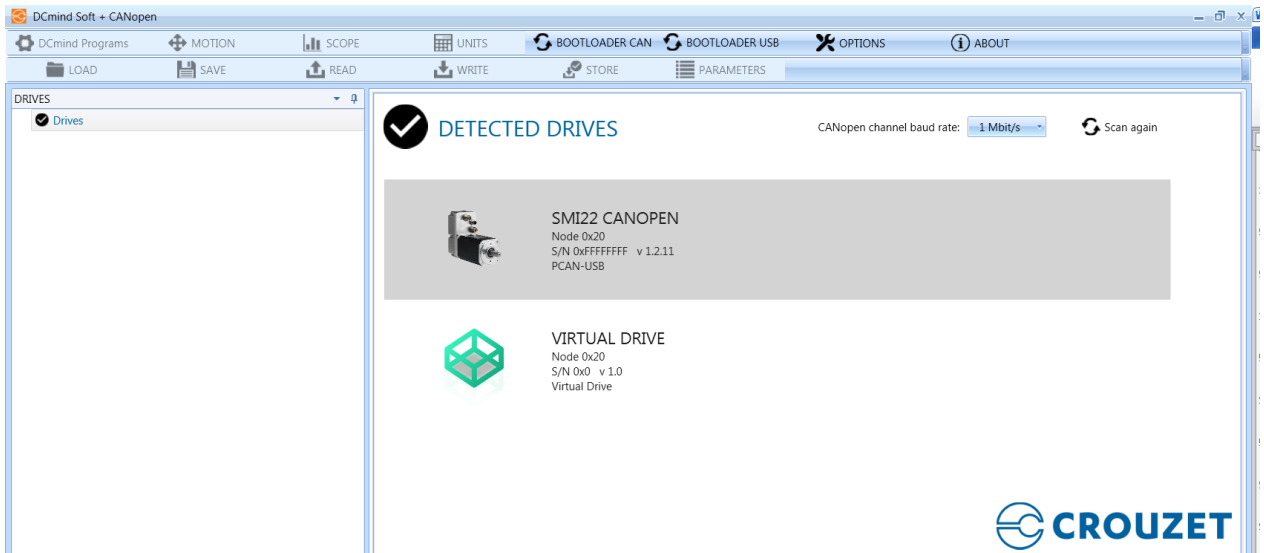 DCmind Soft + CANopen
DCmind Programs MOTION SCOPE UNITS BOOTLOADER CAN BOOTLOADER USB OPTIONS ABOUT
LOAD SAVE READ WRITE STORE PARAMETERS
DRIVES
Drives
DETECTED DRIVES CANopen channel baud rate: 1 Mbit/s Scan again
SMI22 CANOPEN
Node 0x20
S/N 0xFFFFFFFF v 1.2.11
PCAN-USB
VIRTUAL DRIVE
Node 0x20
S/N 0x0 v 1.0
Virtual Drive
CROUZET